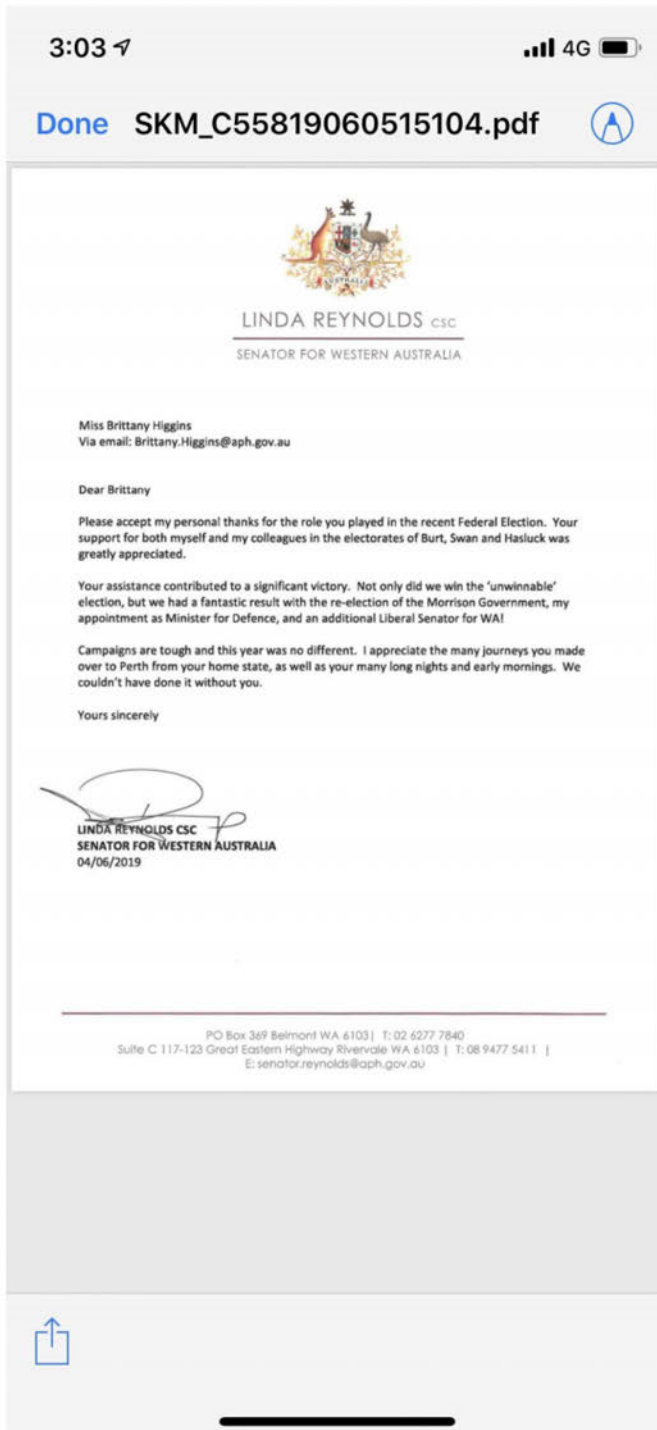 3:03
4G
Done SKM_C55819060515104.pdf
AUSTRALIA
LINDA REYNOLDS CSC
SENATOR FOR WESTERN AUSTRALIA
Miss Brittany Higgins
Via email: Brittany.Higgins@aph.gov.au
Dear Brittany
Please accept my personal thanks for the role you played in the recent Federal Election. Your
support for both myself and my colleagues in the electorates of Burt, Swan and Hasluck was
greatly appreciated.
Your assistance contributed to a significant victory. Not only did we win the 'unwinnable'
election, but we had a fantastic result with the re-election of the Morrison Government, my
appointment as Minister for Defence, and an additional Liberal Senator for WA!
Campaigns are tough and this year was no different. I appreciate the many journeys you made
over to Perth from your home state, as well as your many long nights and early mornings. We
couldn't have done it without you.
Yours sincerely
LINDA REYNOLDS CSC
SENATOR FOR WESTERN AUSTRALIA
04/06/2019
PO Box 369 Belmont WA 6103| T: 02 6277 7840
Suite C 117-123 Great Eastern Highway Rivervale WA 6103 | T: 08 9477 5411 |
E: senator.reynolds@aph.gov.au